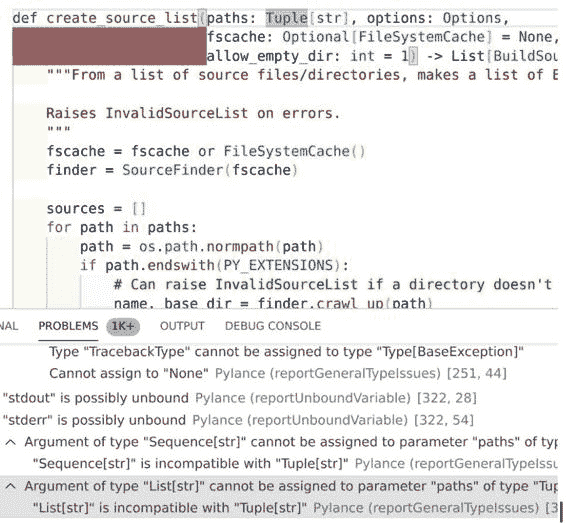 def create_source_list(paths: Tuple[str], options: Options,
fscache: Optional[FileSystemCache] = None,
allow_empty_dir: int = 1) -> List[BuildSou
"""From a list of source files/directories, makes a list of B
Raises InvalidSourceList on errors.
"""
fscache = fscache or FileSystemCache()
finder = SourceFinder(fscache)
sources = []
for path in paths:
path = os.path.normpath(path)
if path.endswith(PY_EXTENSIONS):
# Can raise InvalidSourceList if a directory doesn't
name, base_dir = finder.crawl_up(path)
NAL PROBLEMS 1K+ OUTPUT DEBUG CONSOLE
Type "TracebackType" cannot be assigned to type "Type[BaseException]"
Cannot assign to "None" Pylance (reportGeneralTypeIssues) [251, 44]
"stdout" is possibly unbound Pylance (reportUnboundVariable) [322, 28]
"stderr" is possibly unbound Pylance (reportUnboundVariable) [322, 54]
Argument of type "Sequence[str]" cannot be assigned to parameter "paths" of typ
"Sequence[str]" is incompatible with "Tuple[str]" Pylance (reportGeneralTypeIssu
Argument of type "List[str]" cannot be assigned to parameter "paths" of type "Tup
"List[str]" is incompatible with "Tuple[str]" Pylance (reportGeneralTypeIssues) [3